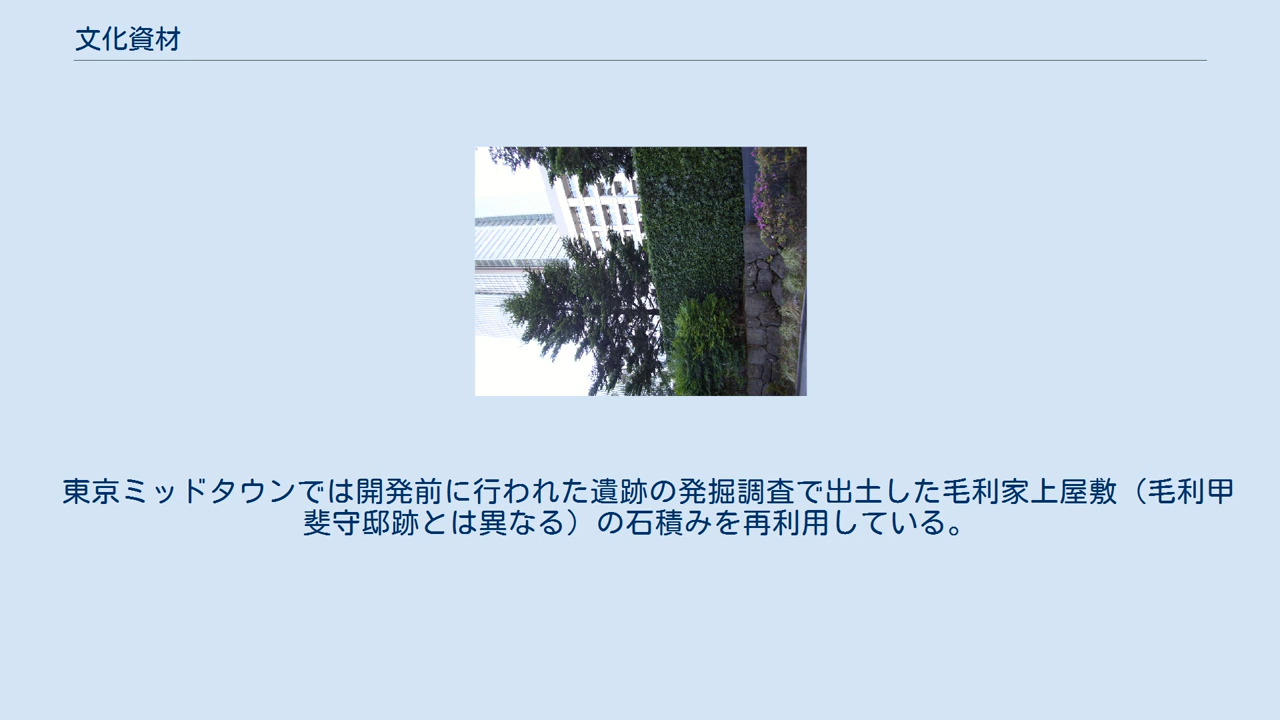 文化資材
東京ミッドタウンでは開発前に行われた遺跡の発掘調査で出土した毛利家上屋敷（毛利甲
斐守邸跡とは異なる）の石積みを再利用している。